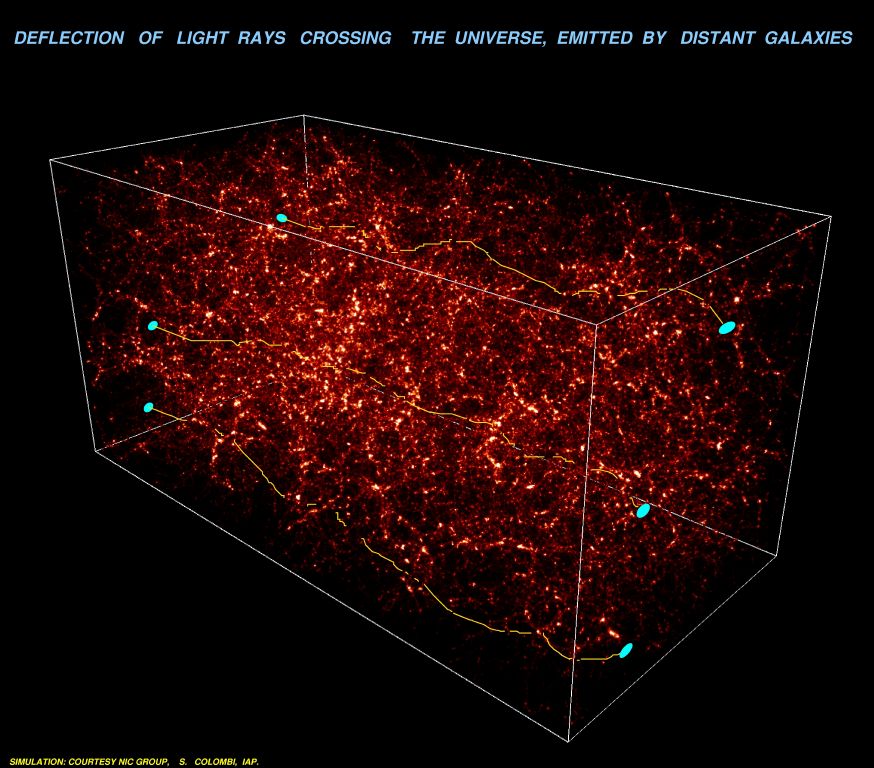 DEFLECTION OF LIGHT RAYS CROSSING THE UNIVERSE, EMITTED BY DISTANT GALAXIES
SIMULATION: COURTESY NIC GROUP, S. COLOMBI, IAP.